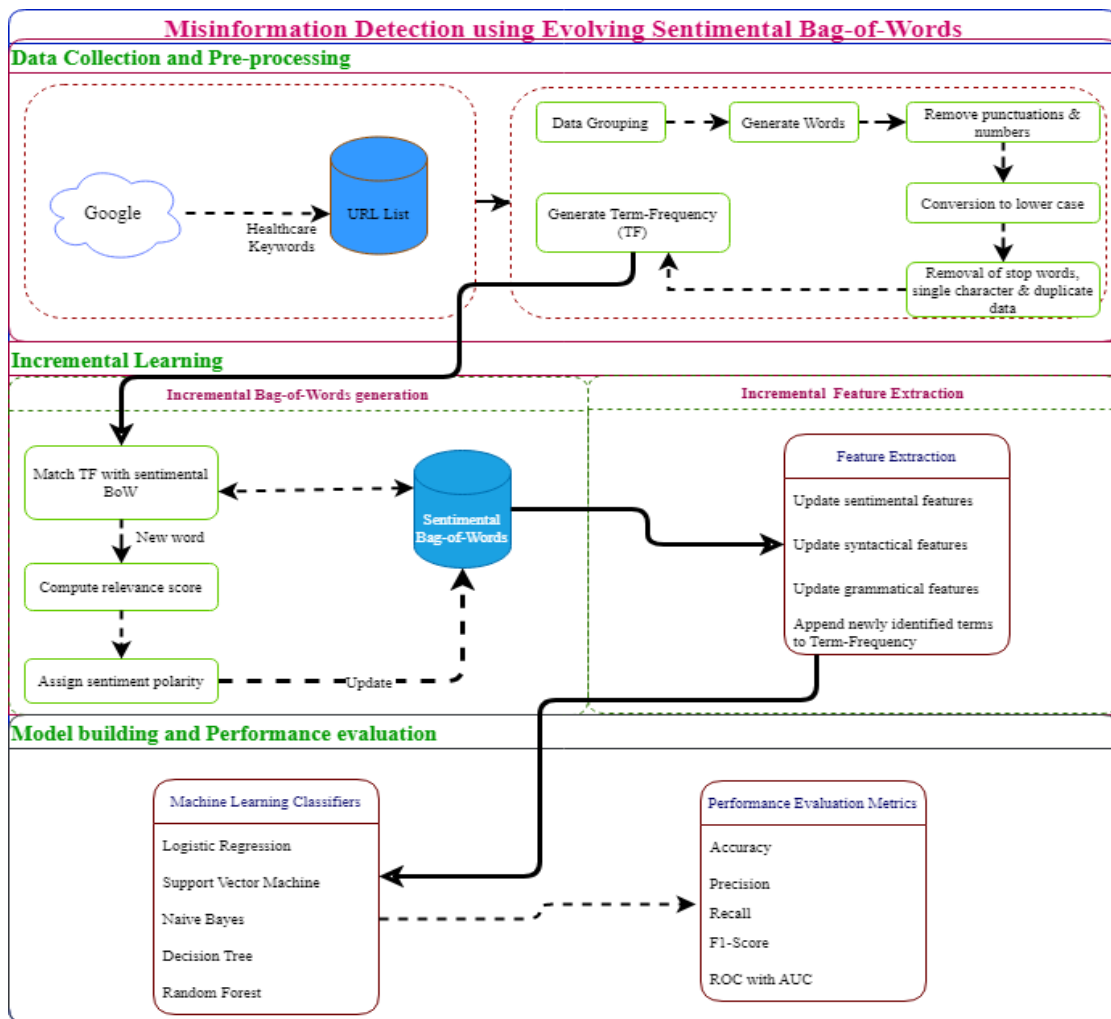 Misinformation Detection using Evolving Sentimental Bag-of-Words
Data Collection and Pre-processing
Google
Healthcare
Keywords
URL List
Data Grouping
Generate Words
Remove punctuations &
numbers
Conversion to lower case
Removal of stop words,
single character & duplicate
data
Generate Term-Frequency
(TF)
Incremental Learning
Incremental Bag-of-Words generation
Match TF with sentimental
BoW
New word
Compute relevance score
Assign sentiment polarity
Update
Sentimental
Bag-of-Words
Incremental Feature Extraction
Feature Extraction
Update sentimental features
Update syntactical features
Update grammatical features
Append newly identified terms
to Term-Frequency
Model building and Performance evaluation
Machine Learning Classifiers
Logistic Regression
Support Vector Machine
Naive Bayes
Decision Tree
Random Forest
Performance Evaluation Metrics
Accuracy
Precision
Recall
F1-Score
ROC with AUC